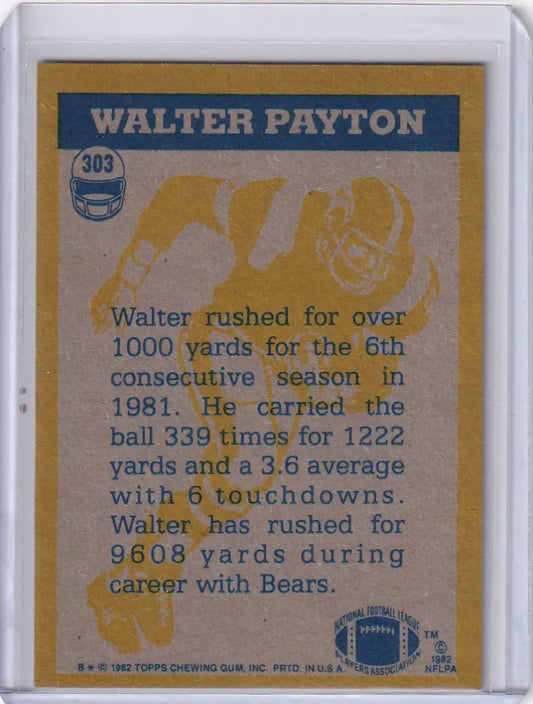 WALTER PAYTON
303
Walter rushed for over
1000 yards for the 6th
consecutive season in
1981. He carried the
ball 339 times for 1222
yards and a 3.6 average
with 6 touchdowns.
Walter has rushed for
9608 yards during
career with Bears.
NATIONAL FOOTBALL LEAGUE
PLAYERS ASSOCIATION
TM
©
1982
NFLPA
B * © 1982 TOPPS CHEWING GUM, INC. PRTD. IN U.S.A.